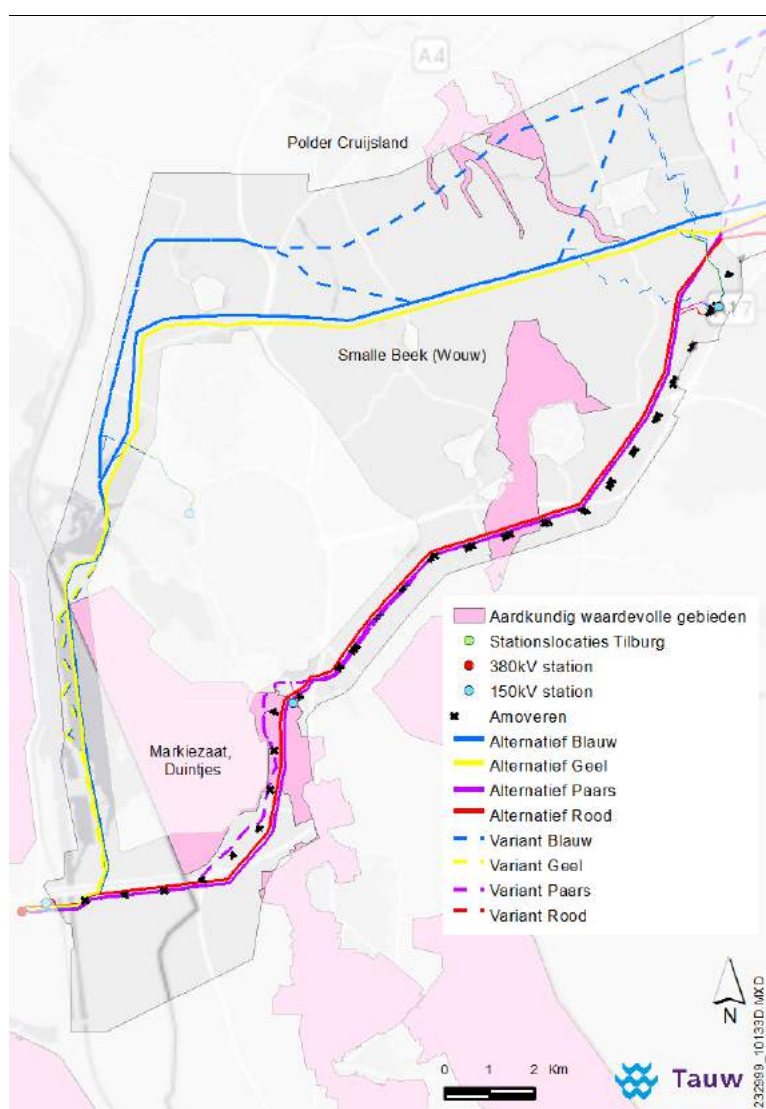 A4
Polder Cruijsland
A17
Smalle Beek (Wouw)
Markiezaat,
Duintjes
Aardkundig waardevolle gebieden
Stationslocaties Tilburg
380kV station
150kV station
Amoveren
Alternatief Blauw
Alternatief Geel
Alternatief Paars
Alternatief Rood
Variant Blauw
Variant Geel
Variant Paars
Variant Rood
N
0 1 2 Km
Tauw
232999_10133D.MXD